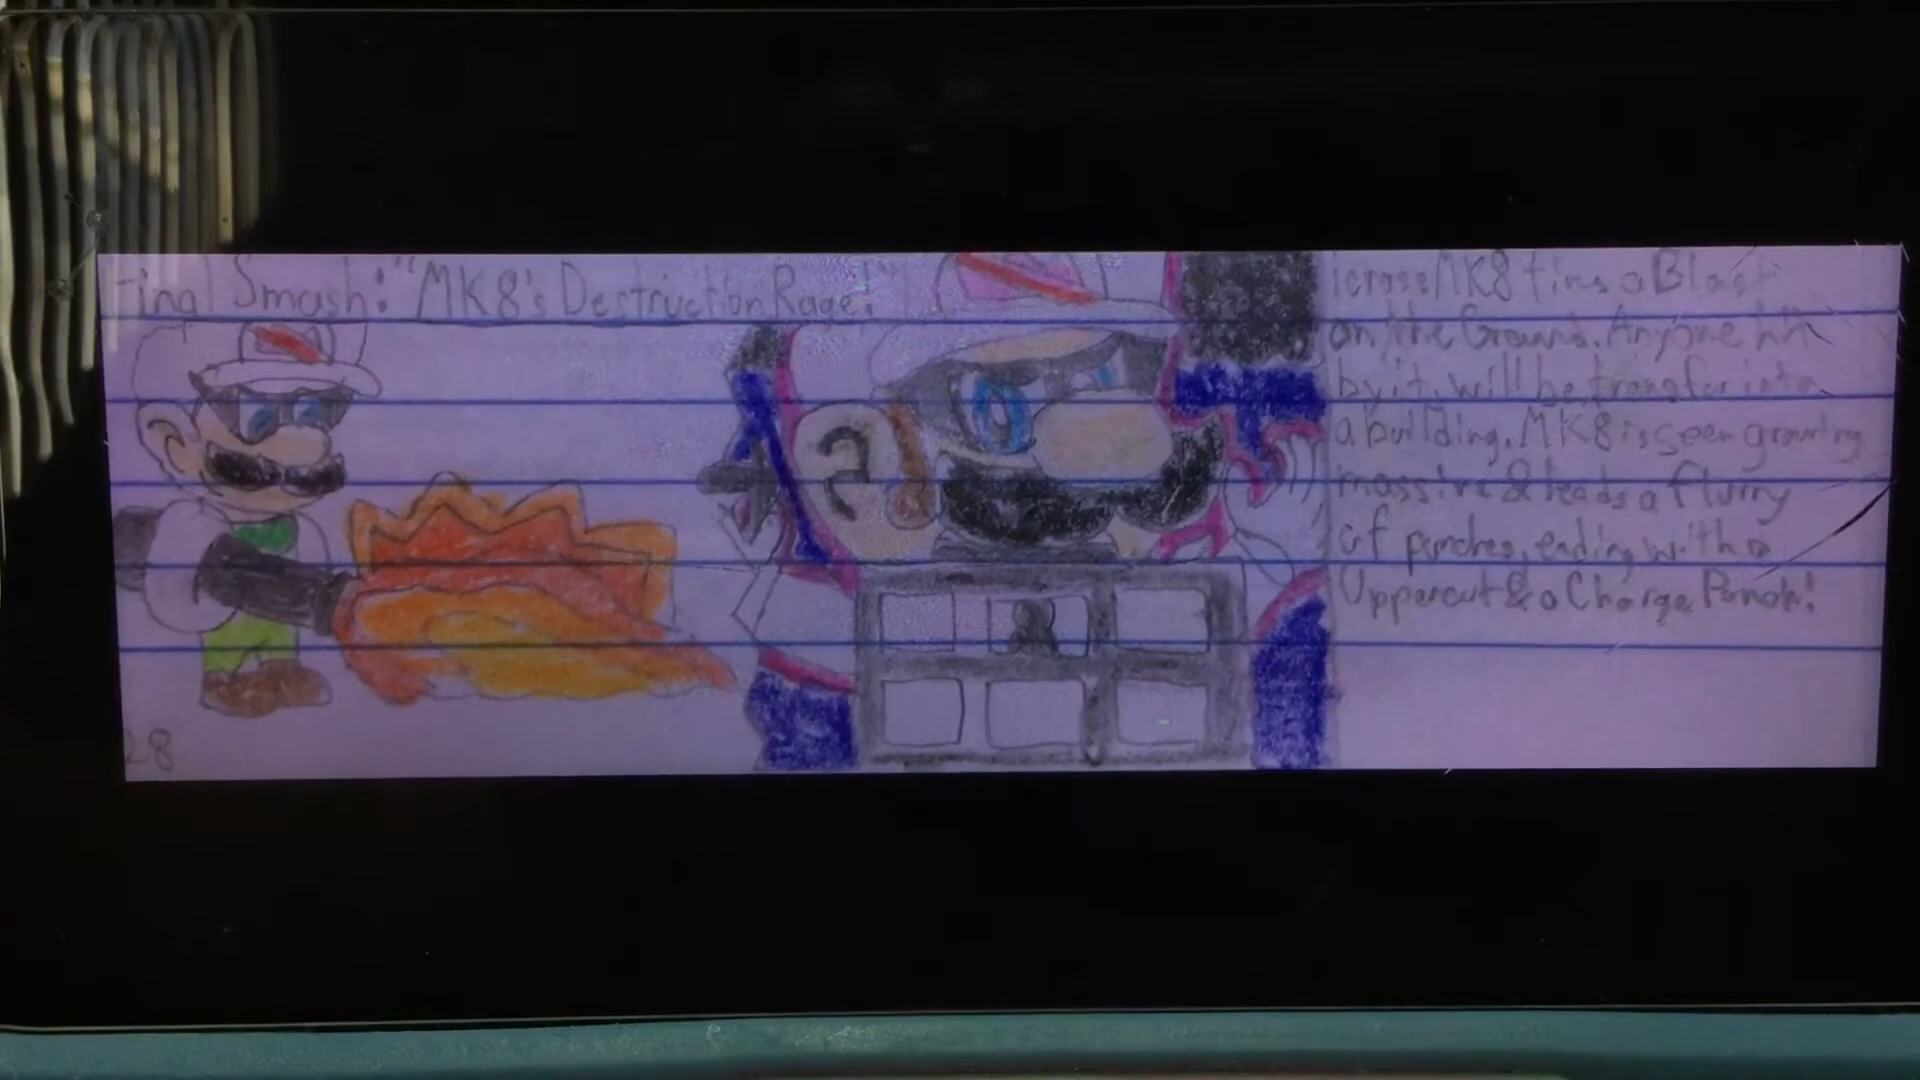 Final Smash: "MK8's Destruction Rage!"
MK8 fires a Blast
on the Ground. Anyone hit
by it, will be transfor into
a building. MK8 is seen growing
massive & leads a flurry
of punches, ending with a
Uppercut & a Charge Punch!
28